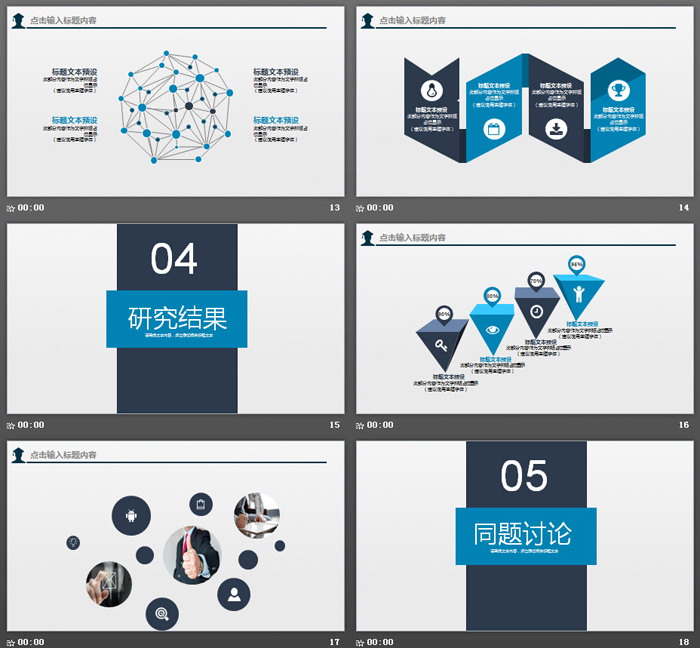 点击输入标题内容
标题文本预设
此部分内容作为文字排版占
位显示
（建议使用主题字体）
标题文本预设
此部分内容作为文字排版占
位显示
（建议使用主题字体）
标题文本预设
此部分内容作为文字排版占
位显示
（建议使用主题字体）
标题文本预设
此部分内容作为文字排版占
位显示
（建议使用主题字体）
00:00
13
点击输入标题内容
标题文本预设
此部分内容作为文字排版
占位显示
（建议使用主题字体）
标题文本预设
此部分内容作为文字排版
占位显示
（建议使用主题字体）
标题文本预设
此部分内容作为文字排版
占位显示
（建议使用主题字体）
标题文本预设
此部分内容作为文字排版
占位显示
（建议使用主题字体）
00:00
14
04
研究结果
00:00
15
点击输入标题内容
70%
96%
标题文本预设
此部分内容作为文字排版占位显示
（建议使用主题字体）
标题文本预设
此部分内容作为文字排版占位显示
（建议使用主题字体）
标题文本预设
此部分内容作为文字排版占位显示
（建议使用主题字体）
标题文本预设
此部分内容作为文字排版占位显示
（建议使用主题字体）
00:00
16
点击输入标题内容
00:00
17
05
同题讨论
00:00
18